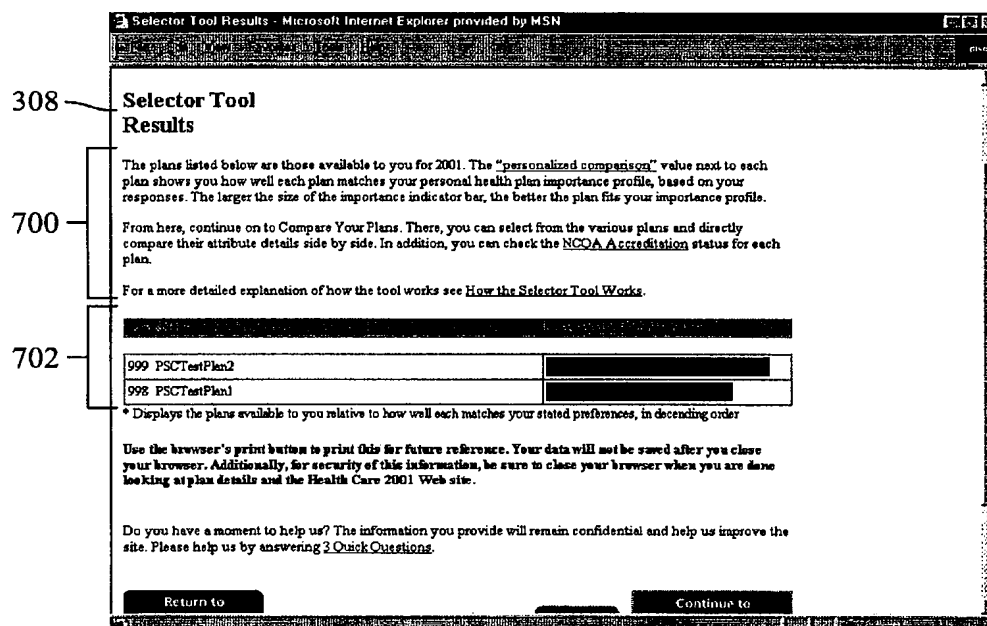 Selector Tool Results - Microsoft Internet Explorer provided by MSN
308
Selector Tool
Results
700
The plans listed below are those available to you for 2001. The "personalized comparison" value next to each
plan shows you how well each plan matches your personal health plan importance profile, based on your
responses. The larger the size of the importance indicator bar, the better the plan fits your importance profile.
From here, continue on to Compare Your Plans. There, you can select from the various plans and directly
compare their attribute details side by side. In addition, you can check the NCQA Accreditation status for each
plan.
For a more detailed explanation of how the tool works see How the Selector Tool Works.
702
999 PSCTestPlan2
998 PSCTestPlan1
* Displays the plans available to you relative to how well each matches your stated preferences, in decending order
Use the browser's print button to print this for future reference. Your data will not be saved after you close
your browser. Additionally, for security of this information, be sure to close your browser when you are done
looking at plan details and the Health Care 2001 Web site.
Do you have a moment to help us? The information you provide will remain confidential and help us improve the
site. Please help us by answering 3 Quick Questions.
Return to
Continue to